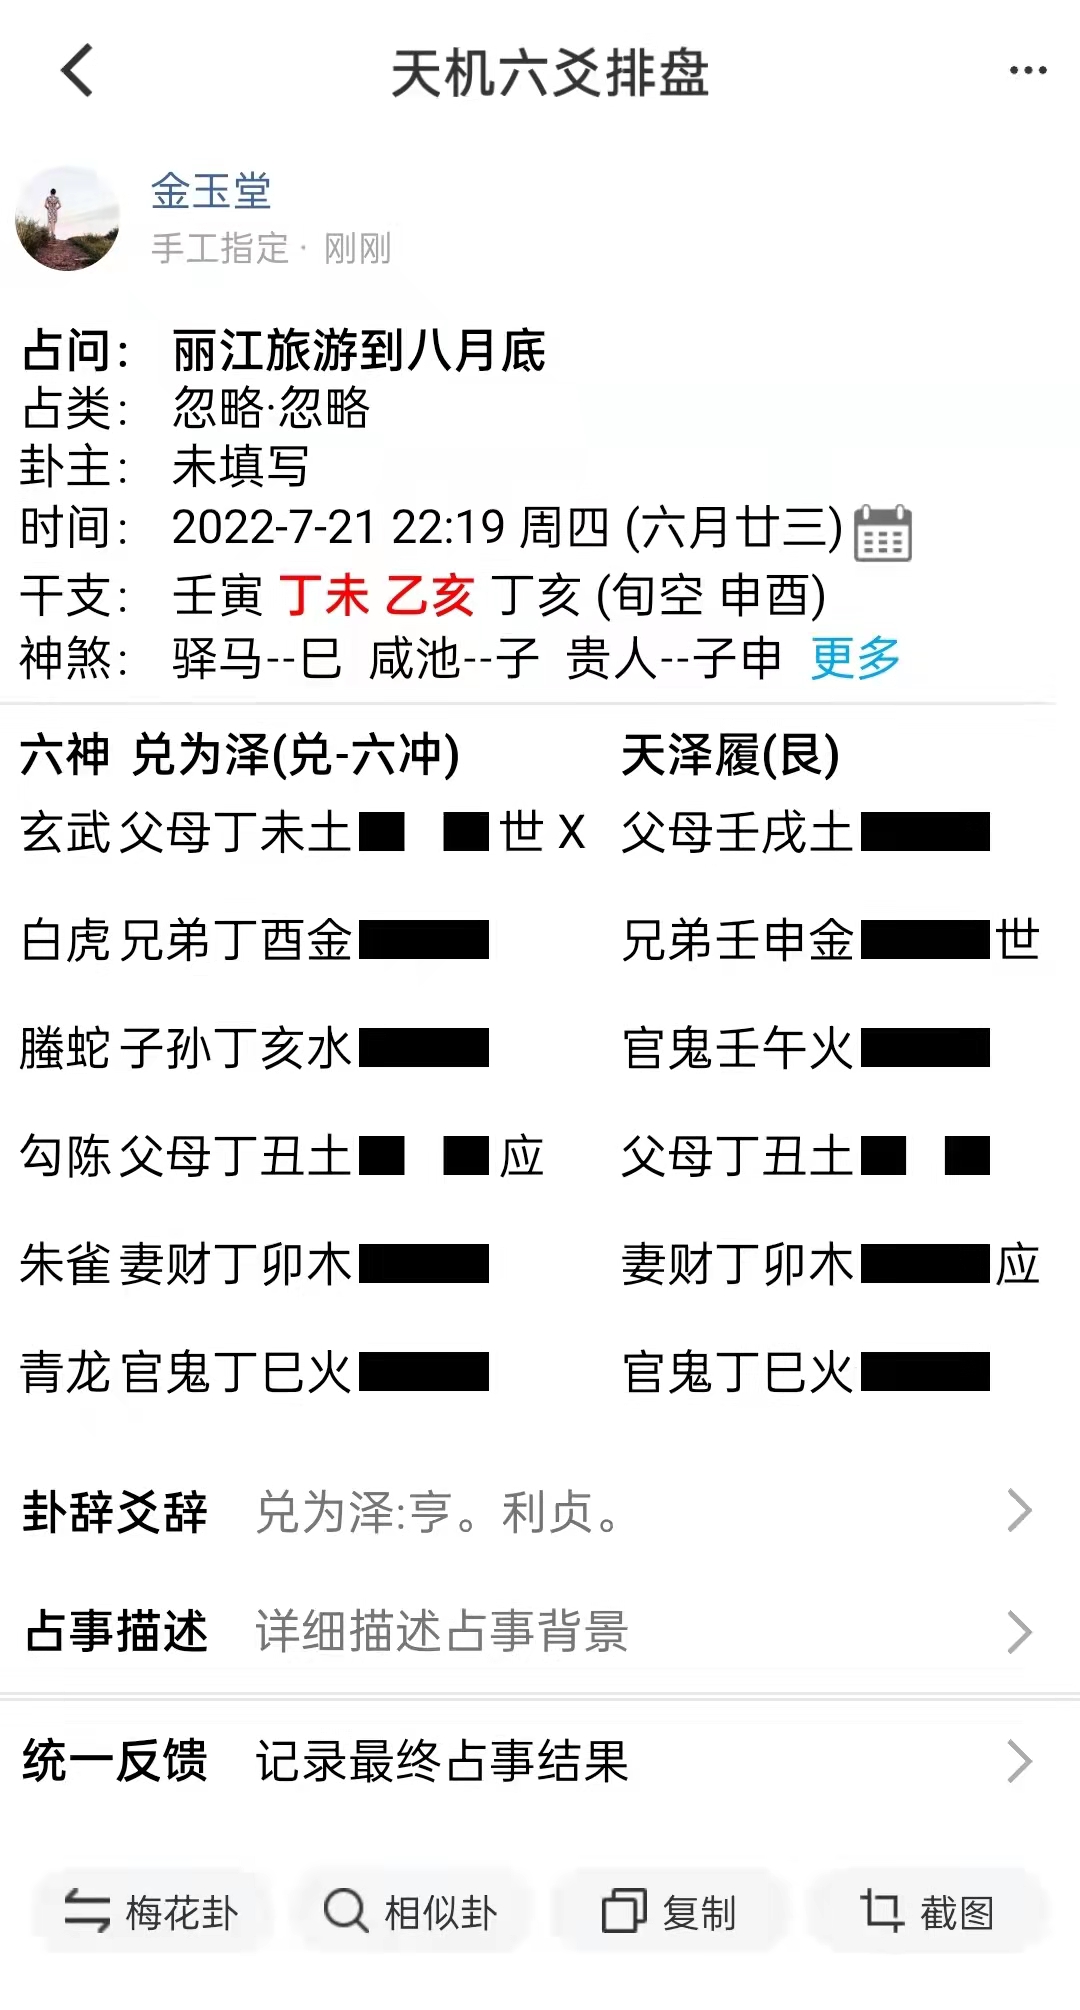 天机六爻排盘
金玉堂
手工指定· 刚刚
占问： 丽江旅游到八月底
占类： 忽略·忽略
卦主： 未填写
时间： 2022-7-21 22:19 周四 (六月廿三)
干支： 壬寅 丁未 乙亥 丁亥 (旬空 申酉)
神煞： 驿马--巳 咸池--子 贵人--子申 更多
六神 兑为泽(兑-六冲) 天泽履(艮)
玄武 父母丁未土 世 X 父母壬戌土
白虎 兄弟丁酉金 兄弟壬申金 世
螣蛇 子孙丁亥水 官鬼壬午火
勾陈 父母丁丑土 应 父母丁丑土
朱雀 妻财丁卯木 妻财丁卯木 应
青龙 官鬼丁巳火 官鬼丁巳火
卦辞爻辞 兑为泽:亨。利贞。
占事描述 详细描述占事背景
统一反馈 记录最终占事结果
梅花卦 相似卦 复制 截图